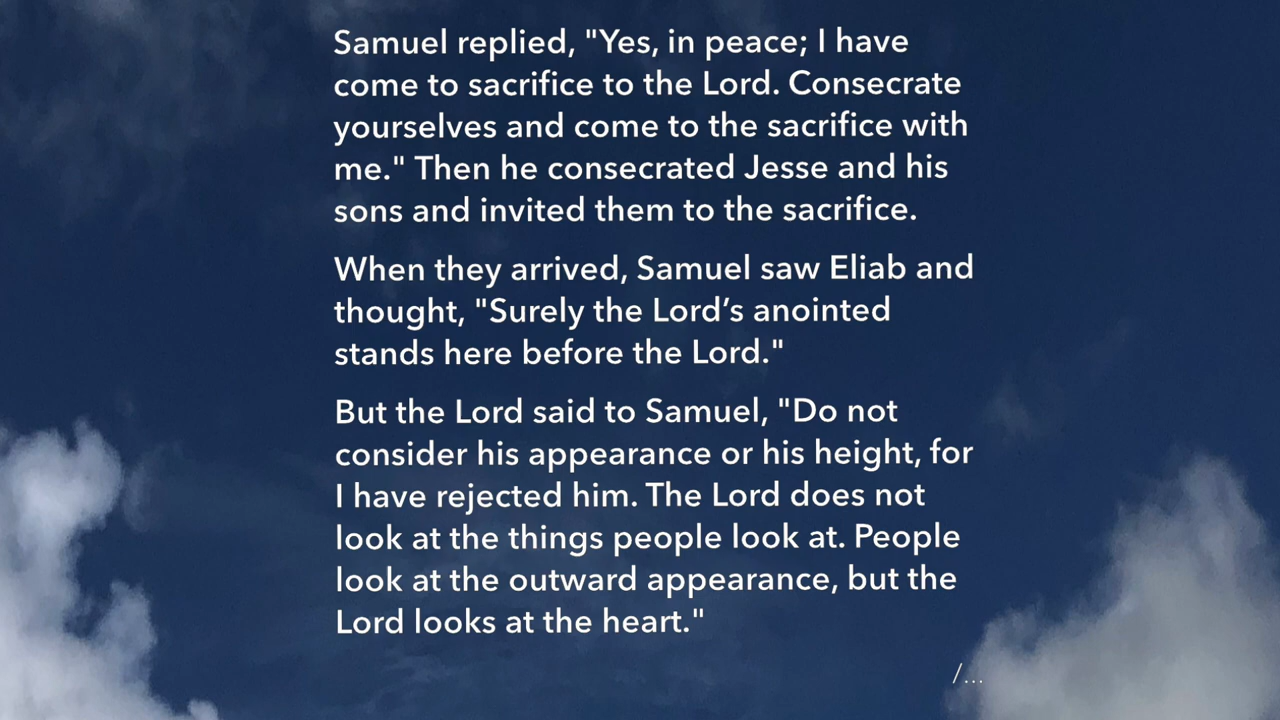 Samuel replied, "Yes, in peace; I have
come to sacrifice to the Lord. Consecrate
yourselves and come to the sacrifice with
me." Then he consecrated Jesse and his
sons and invited them to the sacrifice.
When they arrived, Samuel saw Eliab and
thought, "Surely the Lord’s anointed
stands here before the Lord."
But the Lord said to Samuel, "Do not
consider his appearance or his height, for
I have rejected him. The Lord does not
look at the things people look at. People
look at the outward appearance, but the
Lord looks at the heart."
/...